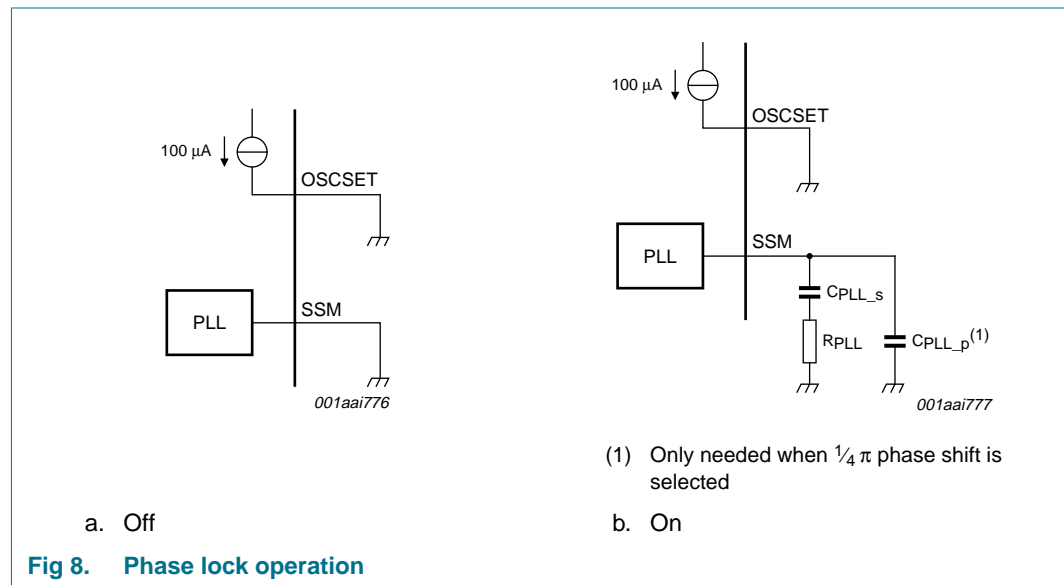 100 μA
OSCSET
PLL
SSM
001aai776
a. Off
100 μA
OSCSET
PLL
SSM
CPLL_s
RPLL
CPLL_p(1)
001aai777
(1) Only needed when 1⁄4 π phase shift is
selected
b. On
Fig 8. Phase lock operation